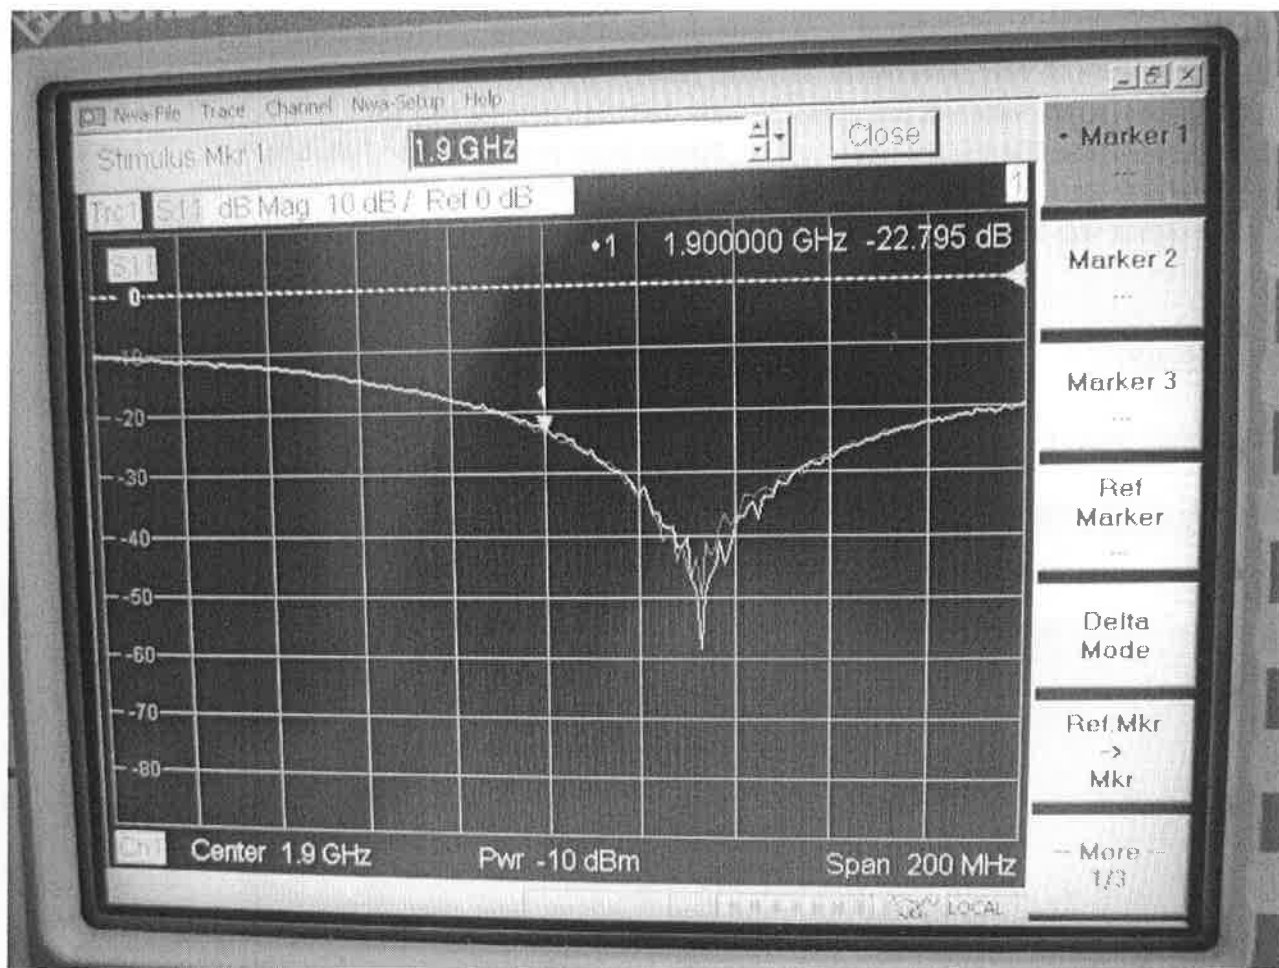 Nwa-File Trace Channel Nwa-Setup Help
Stimulus Mkr 1
1.9 GHz
Close
Trc1 S11 dB Mag 10 dB / Ref 0 dB
1
S11
•1 1.900000 GHz -22.795 dB
0
-10
-20
-30
-40
-50
-60
-70
-80
Ch1 Center 1.9 GHz Pwr -10 dBm Span 200 MHz
LOCAL
• Marker 1
...
Marker 2
...
Marker 3
...
Ref
Marker
...
Delta
Mode
Ref.Mkr
->
Mkr
-- More --
1/3